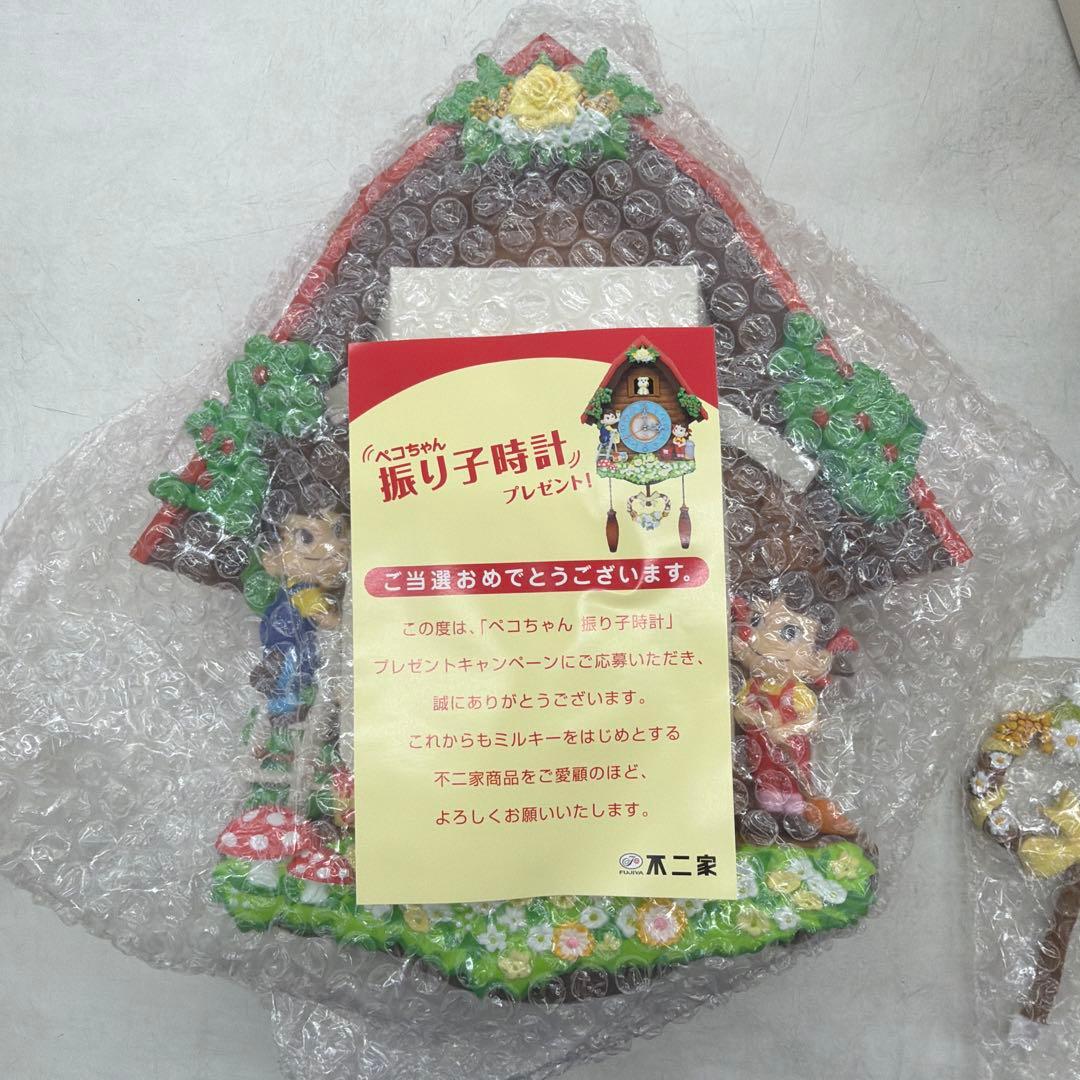 ペコちゃん
振り子時計
プレゼント!
ご当選おめでとうございます。
この度は、「ペコちゃん 振り子時計」
プレゼントキャンペーンにご応募いただき、
誠にありがとうございます。
これからもミルキーをはじめとする
不二家商品をご愛顧のほど、
よろしくお願いいたします。
FUJIYA 不二家